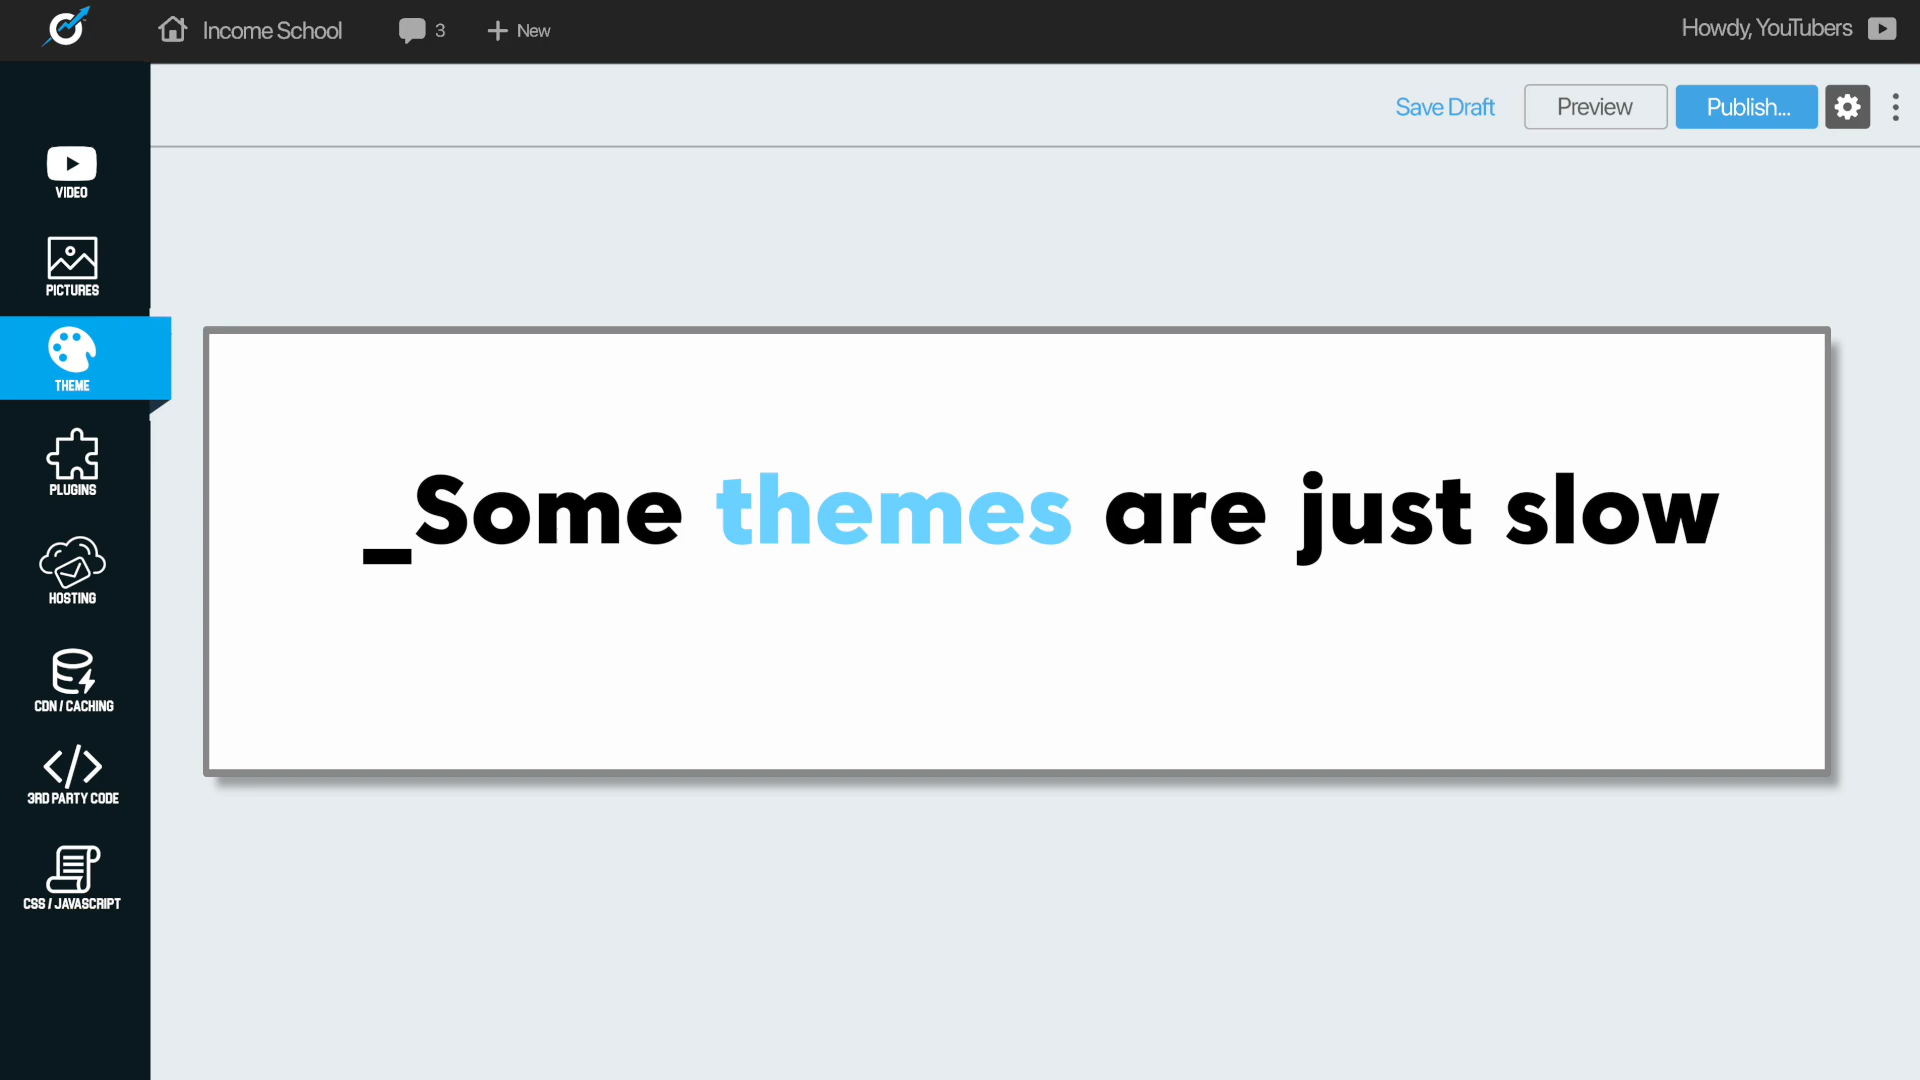 Income School
3
New
Howdy, YouTubers
Save Draft
Preview
Publish...
VIDEO
PICTURES
THEME
PLUGINS
HOSTING
CDN / CACHING
3RD PARTY CODE
CSS / JAVASCRIPT
_Some themes are just slow